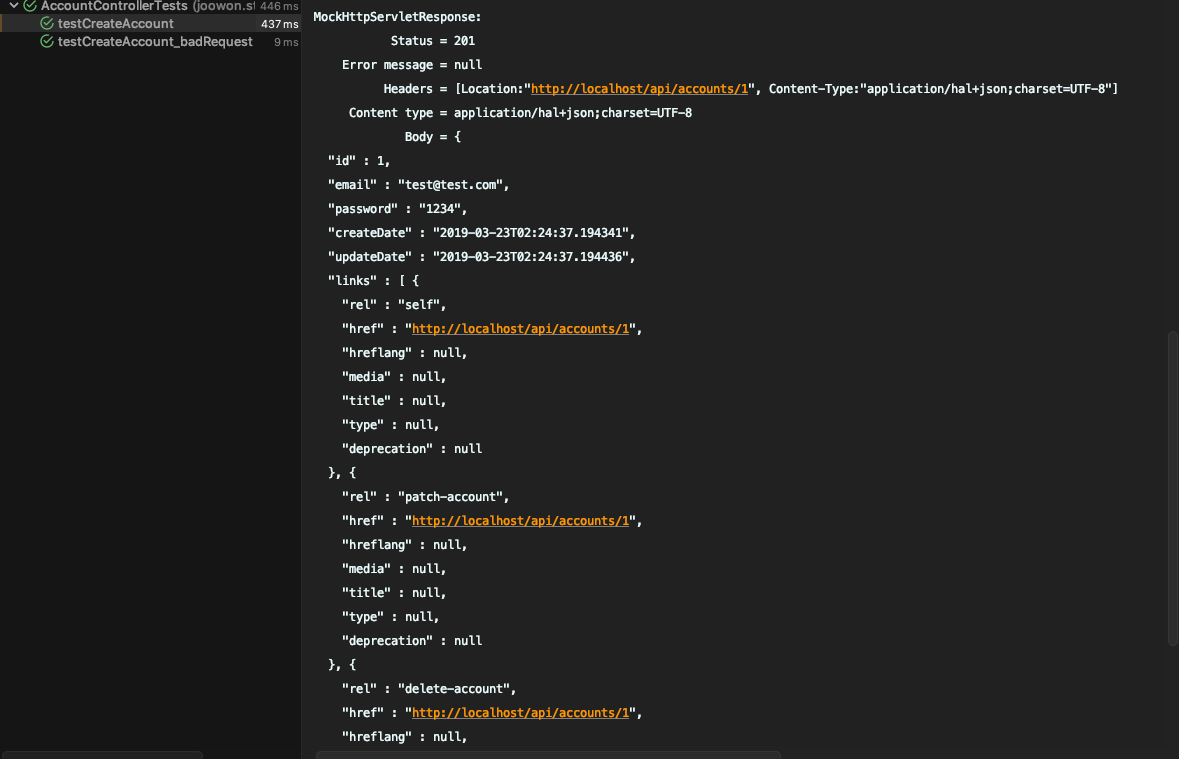 AccountControllerTests (joowon.st 446 ms
testCreateAccount 437 ms
testCreateAccount_badRequest 9 ms
MockHttpServletResponse:
Status = 201
Error message = null
Headers = [Location:"http://localhost/api/accounts/1", Content-Type:"application/hal+json;charset=UTF-8"]
Content type = application/hal+json;charset=UTF-8
Body = {
"id" : 1,
"email" : "test@test.com",
"password" : "1234",
"createDate" : "2019-03-23T02:24:37.194341",
"updateDate" : "2019-03-23T02:24:37.194436",
"links" : [ {
"rel" : "self",
"href" : "http://localhost/api/accounts/1",
"hreflang" : null,
"media" : null,
"title" : null,
"type" : null,
"deprecation" : null
}, {
"rel" : "patch-account",
"href" : "http://localhost/api/accounts/1",
"hreflang" : null,
"media" : null,
"title" : null,
"type" : null,
"deprecation" : null
}, {
"rel" : "delete-account",
"href" : "http://localhost/api/accounts/1",
"hreflang" : null,